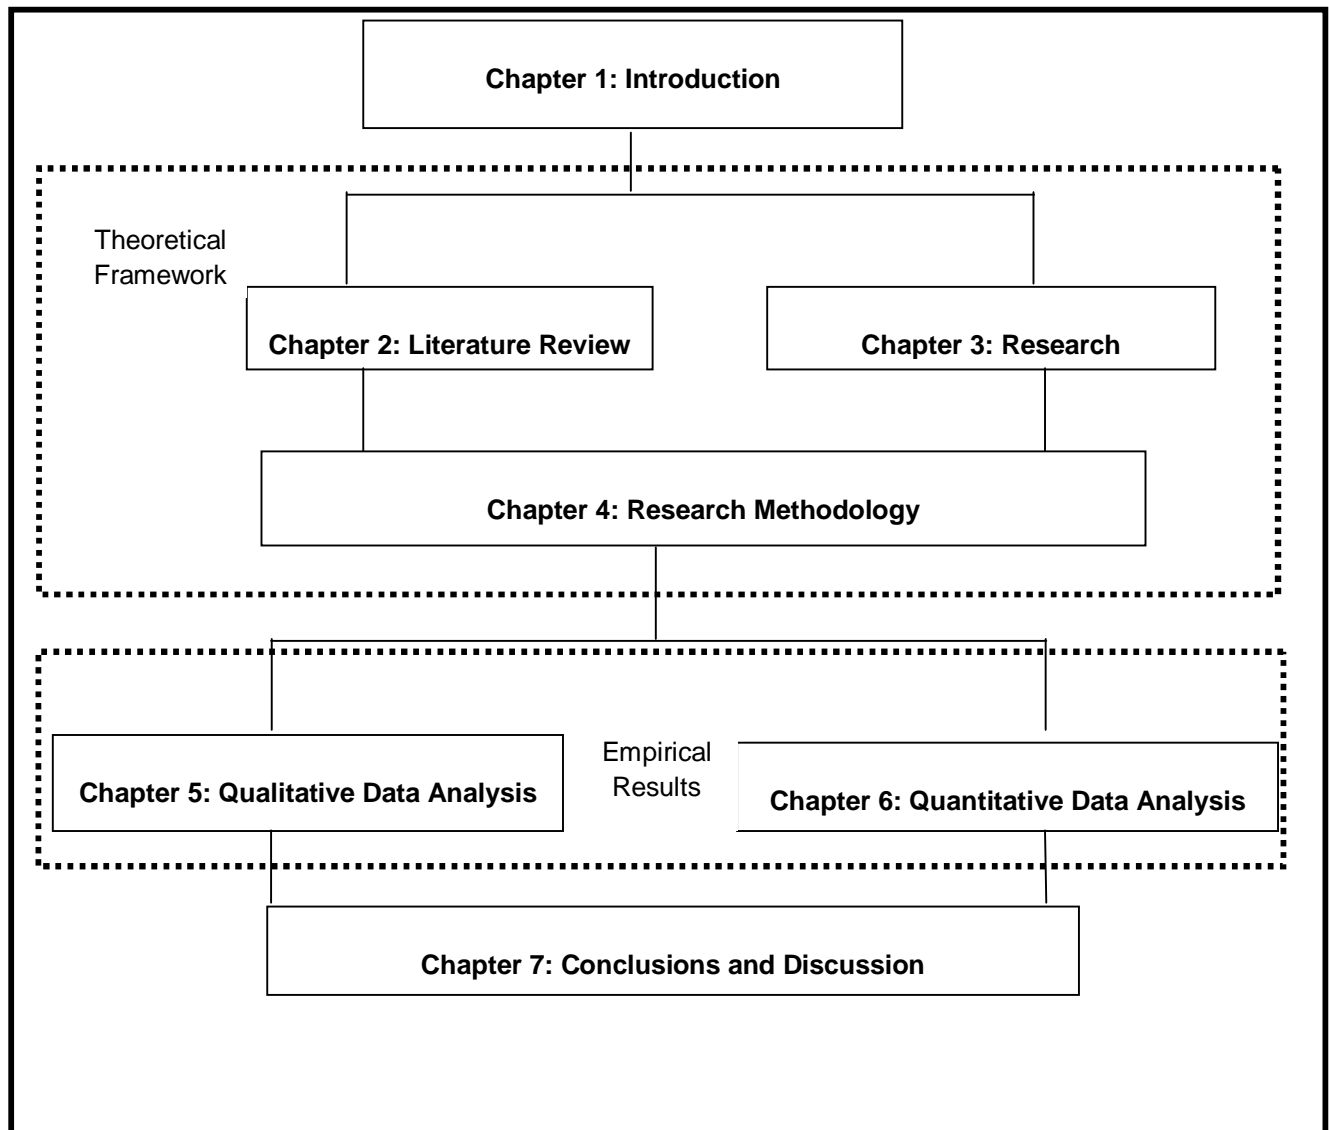 Chapter 1: Introduction
Theoretical
Framework
Chapter 2: Literature Review
Chapter 3: Research
Chapter 4: Research Methodology
Empirical
Results
Chapter 5: Qualitative Data Analysis
Chapter 6: Quantitative Data Analysis
Chapter 7: Conclusions and Discussion